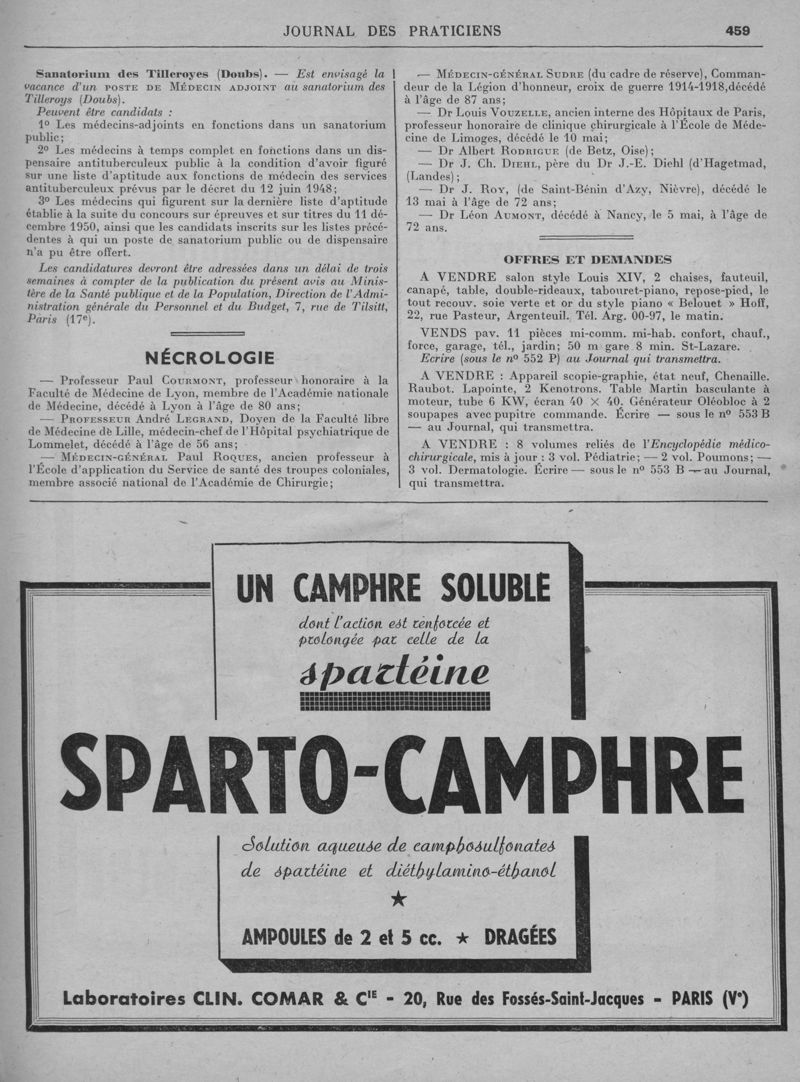 JOURNAL DES PRATICIENS
459
Sanatorium des Tilleroyes (Doubs). — Est envisagé la
vacance d'un POSTE DE MÉDECIN ADJOINT au sanatorium des
Tilleroys (Doubs).
Peuvent être candidats :
1º Les médecins-adjoints en fonctions dans un sanatorium
public;
2º Les médecins à temps complet en fonctions dans un dis-
pensaire antituberculeux public à la condition d'avoir figuré
sur une liste d'aptitude aux fonctions de médecin des services
antituberculeux prévus par le décret du 12 juin 1948;
3º Les médecins qui figurent sur la dernière liste d'aptitude
établie à la suite du concours sur épreuves et sur titres du 11 dé-
cembre 1950, ainsi que les candidats inscrits sur les listes précé-
dentes à qui un poste de sanatorium public ou de dispensaire
n'a pu être offert.
Les candidatures devront être adressées dans un délai de trois
semaines à compter de la publication du présent avis au Minis-
tère de la Santé publique et de la Population, Direction de l'Admi-
nistration générale du Personnel et du Budget, 7, rue de Tilsitt,
Paris (17e).
NÉCROLOGIE
— Professeur Paul COURMONT, professeur honoraire à la
Faculté de Médecine de Lyon, membre de l'Académie nationale
de Médecine, décédé à Lyon à l'âge de 80 ans;
— PROFESSEUR André LEGRAND, Doyen de la Faculté libre
de Médecine dè Lille, médecin-chef de l'Hôpital psychiatrique de
Lommelet, décédé à l'âge de 56 ans;
— MÉDECIN-GÉNÉRAL Paul ROQUES, ancien professeur à
l'École d'application du Service de santé des troupes coloniales,
membre associé national de l'Académie de Chirurgie;
— MÉDECIN-GÉNÉRAL SUDRE (du cadre de réserve), Comman-
deur de la Légion d'honneur, croix de guerre 1914-1918,décédé
à l'âge de 87 ans;
— Dr Louis VOUZELLE, ancien interne des Hôpitaux de Paris,
professeur honoraire de clinique chirurgicale à l'École de Méde-
cine de Limoges, décédé le 10 mai;
— Dr Albert RODRIGUE (de Betz, Oise);
— Dr J. Ch. DIEHL, père du Dr J.-E. Diehl (d'Hagetmad,
(Landes);
— Dr J. ROY, (de Saint-Bénin d'Azy, Nièvre), décédé le
13 mai à l'âge de 72 ans;
— Dr Léon AUMONT, décédé à Nancy, le 5 mai, à l'âge de
72 ans.
OFFRES ET DEMANDES
A VENDRE salon style Louis XIV, 2 chaises, fauteuil,
canapé, table, double-rideaux, tabouret-piano, repose-pied, le
tout recouv. soie verte et or du style piano « Belouet » Hoff,
22, rue Pasteur, Argenteuil. Tél. Arg. 00-97, le matin.
VENDS pav. 11 pièces mi-comm. mi-hab. confort, chauf.,
force, garage, tél., jardin; 50 m gare 8 min. St-Lazare.
Ecrire (sous le nº 552 P) au Journal qui transmettra.
A VENDRE : Appareil scopie-graphie, état neuf, Chenaille.
Raubot. Lapointe, 2 Kenotrons. Table Martin basculante à
moteur, tube 6 KW, écran 40 × 40. Générateur Oléobloc à 2
soupapes avec pupitre commande. Écrire — sous le nº 553 B
— au Journal, qui transmettra.
A VENDRE : 8 volumes reliés de l'Encyclopédie médico-
chirurgicale, mis à jour : 3 vol. Pédiatrie; — 2 vol. Poumons; —
3 vol. Dermatologie. Écrire — sous le nº 553 B — au Journal,
qui transmettra.
UN CAMPHRE SOLUBLE
dont l'action est renforcée et
prolongée par celle de la
spartéine
SPARTO-CAMPHRE
Solution aqueuse de camphosulfonates
de spartéine et diéthylamino-éthanol
★
AMPOULES de 2 et 5 cc. ★ DRAGÉES
Laboratoires CLIN. COMAR & CIE - 20, Rue des Fossés-Saint-Jacques - PARIS (Ve)